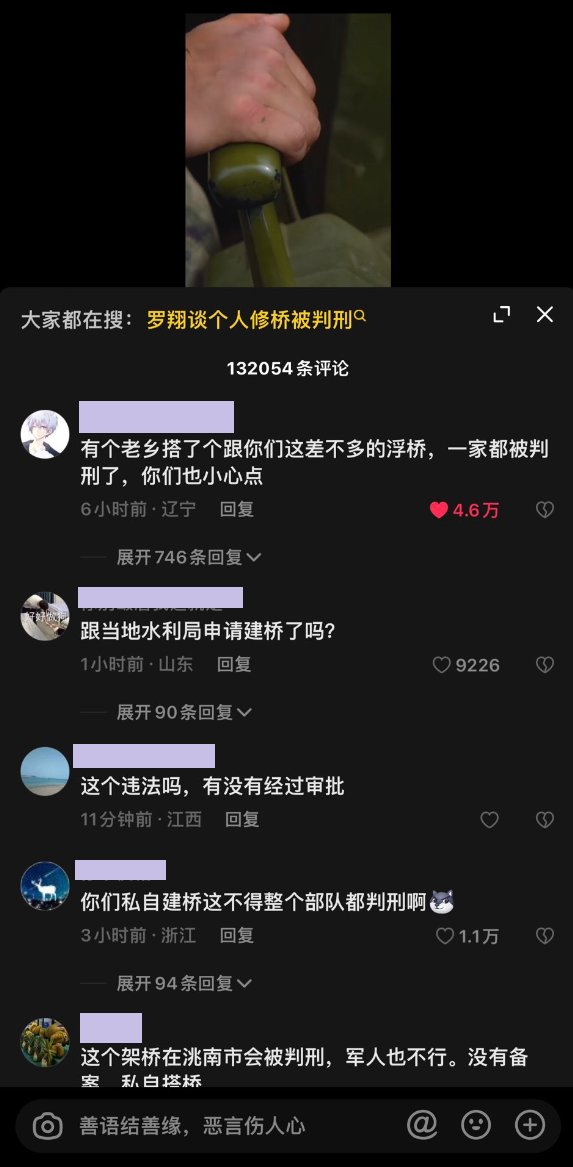 大家都在搜：罗翔谈个人修桥被判刑
132054条评论
有个老乡搭了个跟你们这差不多的浮桥，一家都被判
刑了，你们也小心点
6小时前·辽宁 回复 4.6万
展开746条回复
好好做狗
跟当地水利局申请建桥了吗?
1小时前·山东 回复 9226
展开90条回复
这个违法吗，有没有经过审批
11分钟前·江西 回复
你们私自建桥这不得整个部队都判刑啊
3小时前·浙江 回复 1.1万
展开94条回复
这个架桥在洮南市会被判刑，军人也不行。没有备
案，私自搭桥
善语结善缘，恶言伤人心